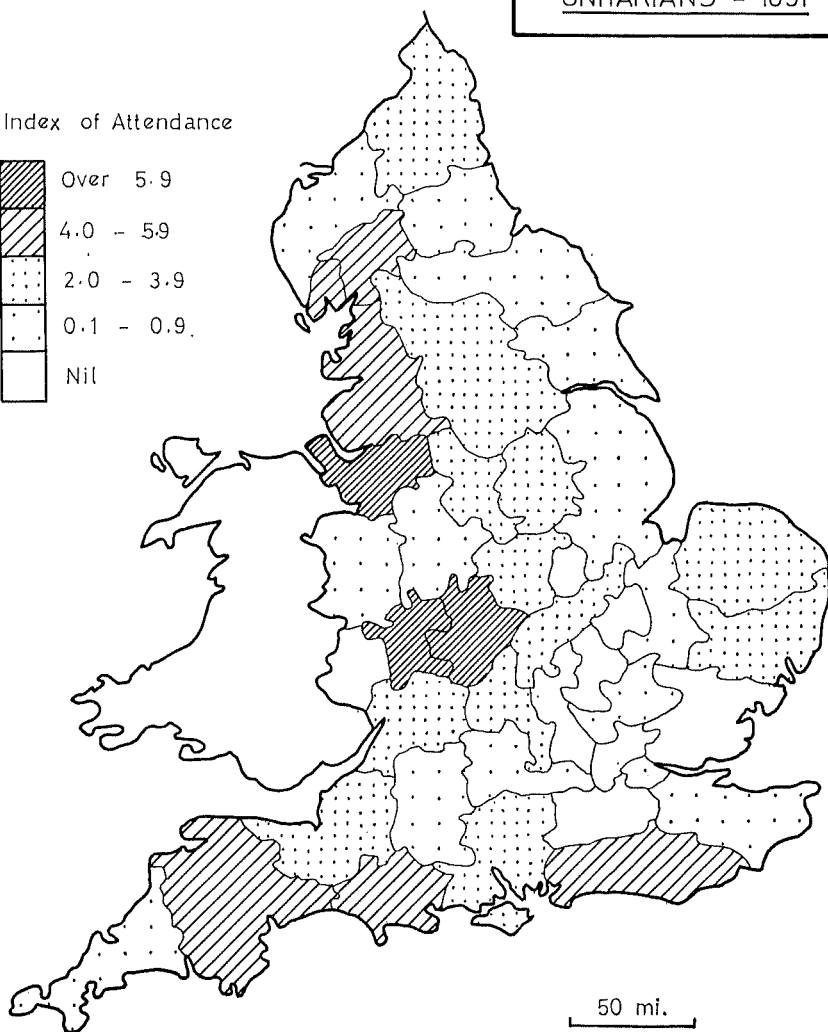 UNITARIANS - 1851
Index of Attendance
Over 5.9
4.0 - 5.9
2.0 - 3.9
0.1 - 0.9
Nil
50 mi.